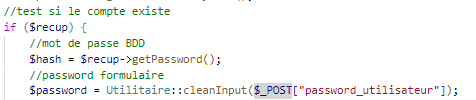 //test si le compte existe
if ($recup) {
//mot de passe BDD
$hash = $recup->getPassword();
//password formulaire
$password = Utilitaire::cleanInput($_POST["password_utilisateur"]);